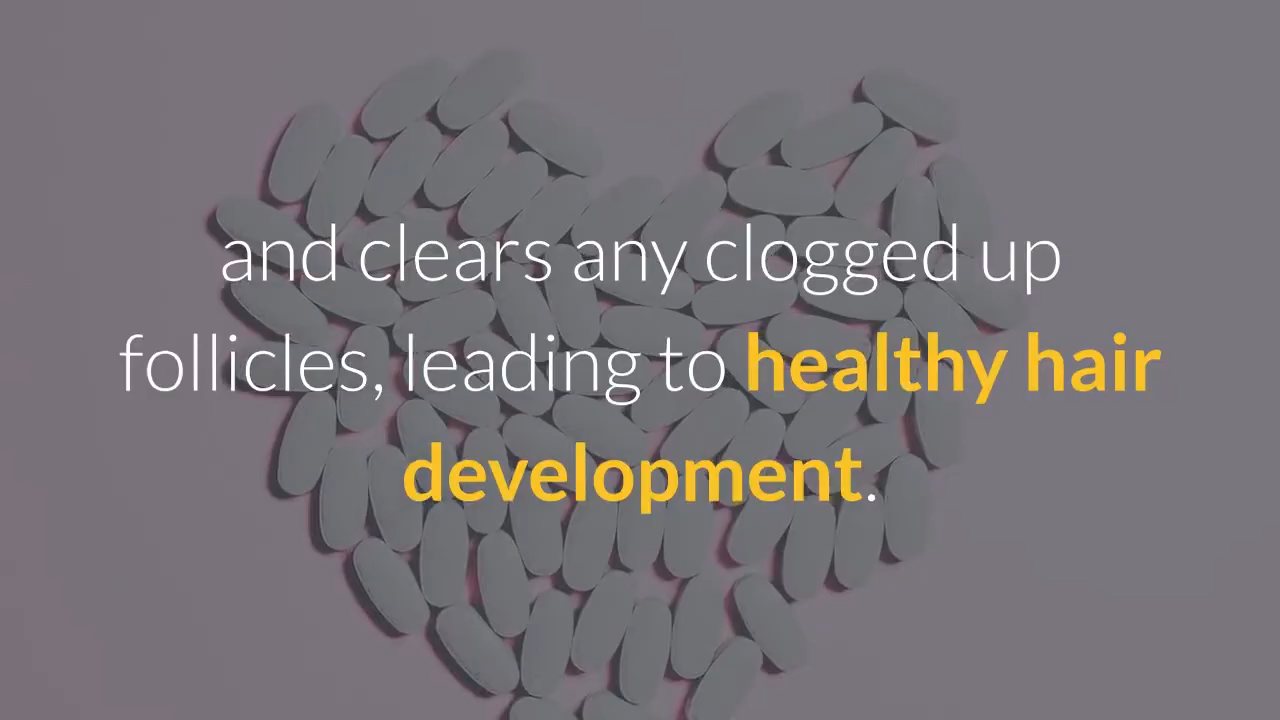 and clears any clogged up
follicles, leading to healthy hair
development.